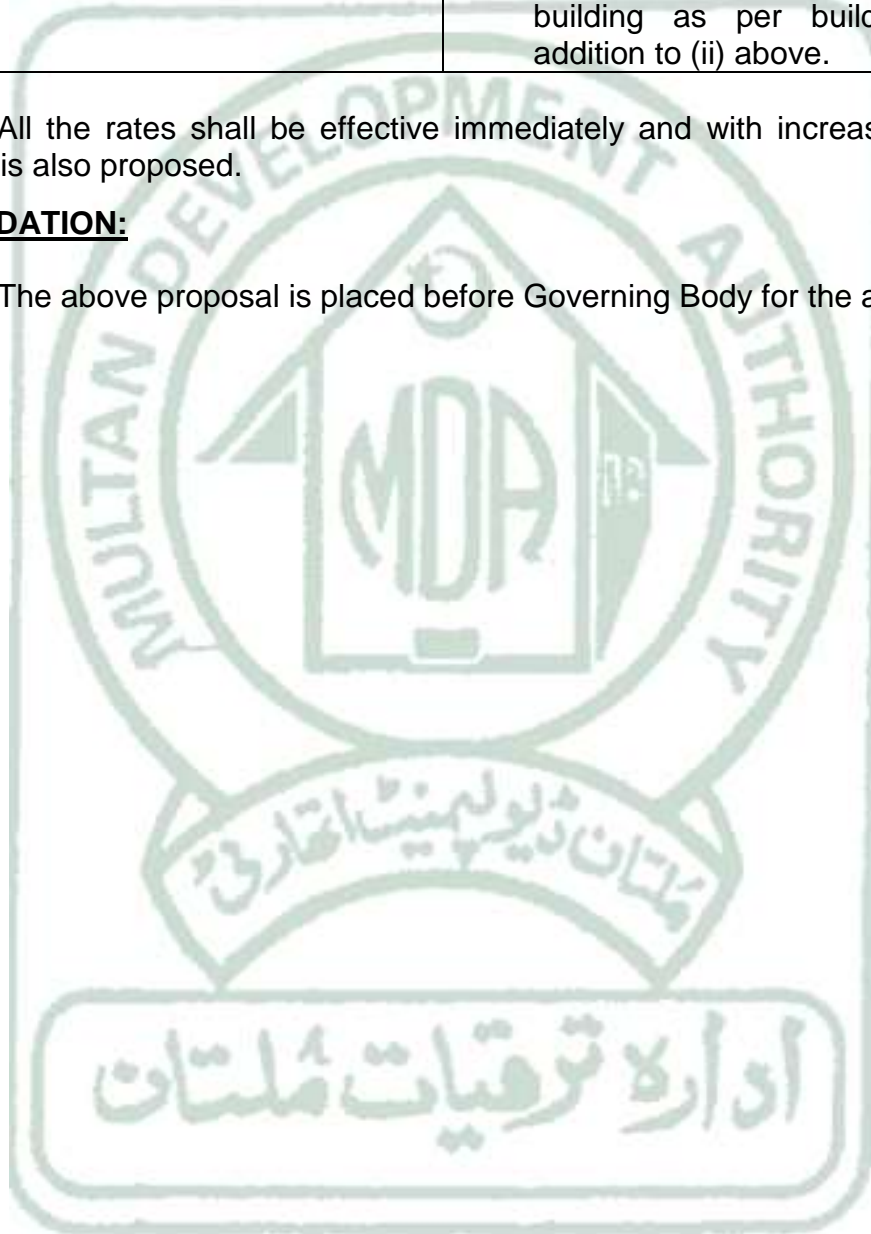 building as per build
addition to (ii) above.
All the rates shall be effective immediately and with increas
is also proposed.
DATION:
The above proposal is placed before Governing Body for the a
MULTAN DEVELOPMENT AUTHORITY
MDA
ملتان ڈیولپمینٹ اتھارٹی
ادارہ ترقیات مُلتان